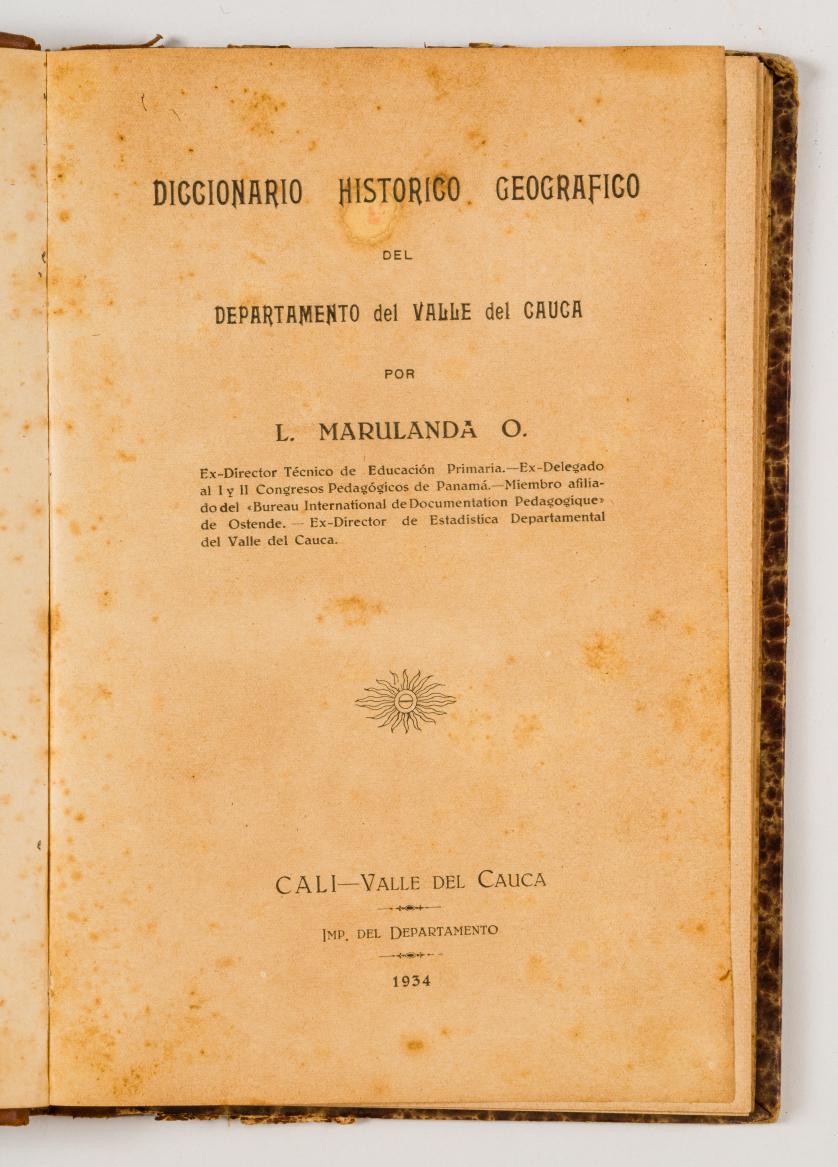 DICCIONARIO HISTORICO GEOGRAFICO
DEL
DEPARTAMENTO del VALLE del CAUCA
POR
L. MARULANDA O.
Ex-Director Técnico de Educación Primaria.—Ex-Delegado
al I y II Congresos Pedagógicos de Panamá.—Miembro afilia-
do del «Bureau International de Documentation Pedagogique»
de Ostende. — Ex-Director de Estadística Departamental
del Valle del Cauca.
CALI—VALLE DEL CAUCA
IMP. DEL DEPARTAMENTO
1934